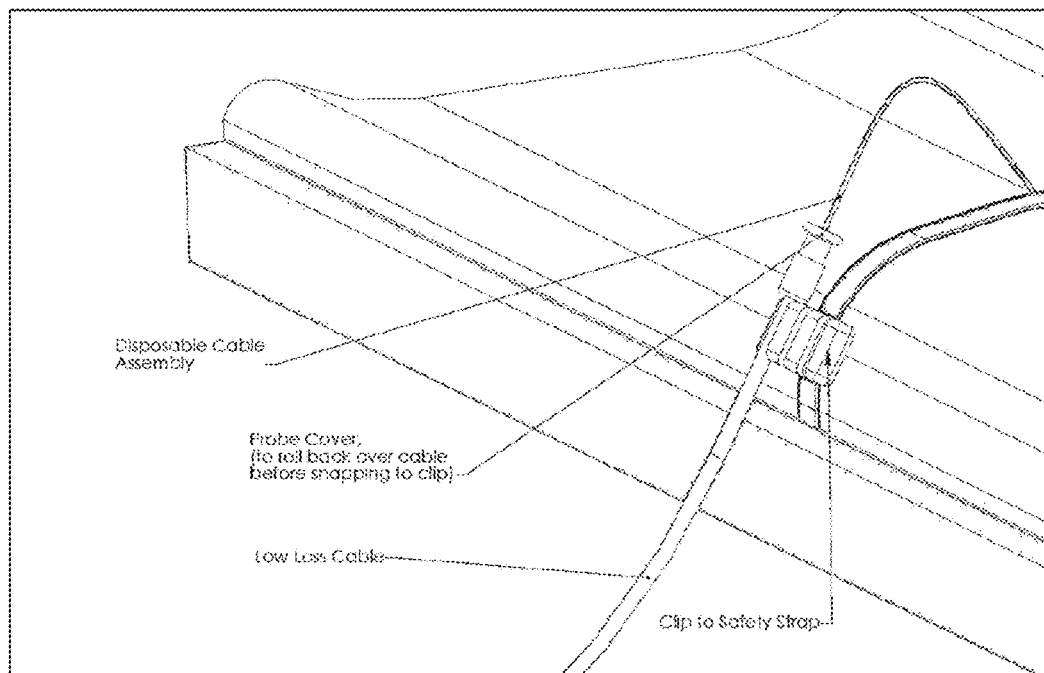 Disposable Cable
Assembly
Probe Cover,
(to roll back over cable
before snapping to clip)
Low Loss Cable
Clip to Safety Strap